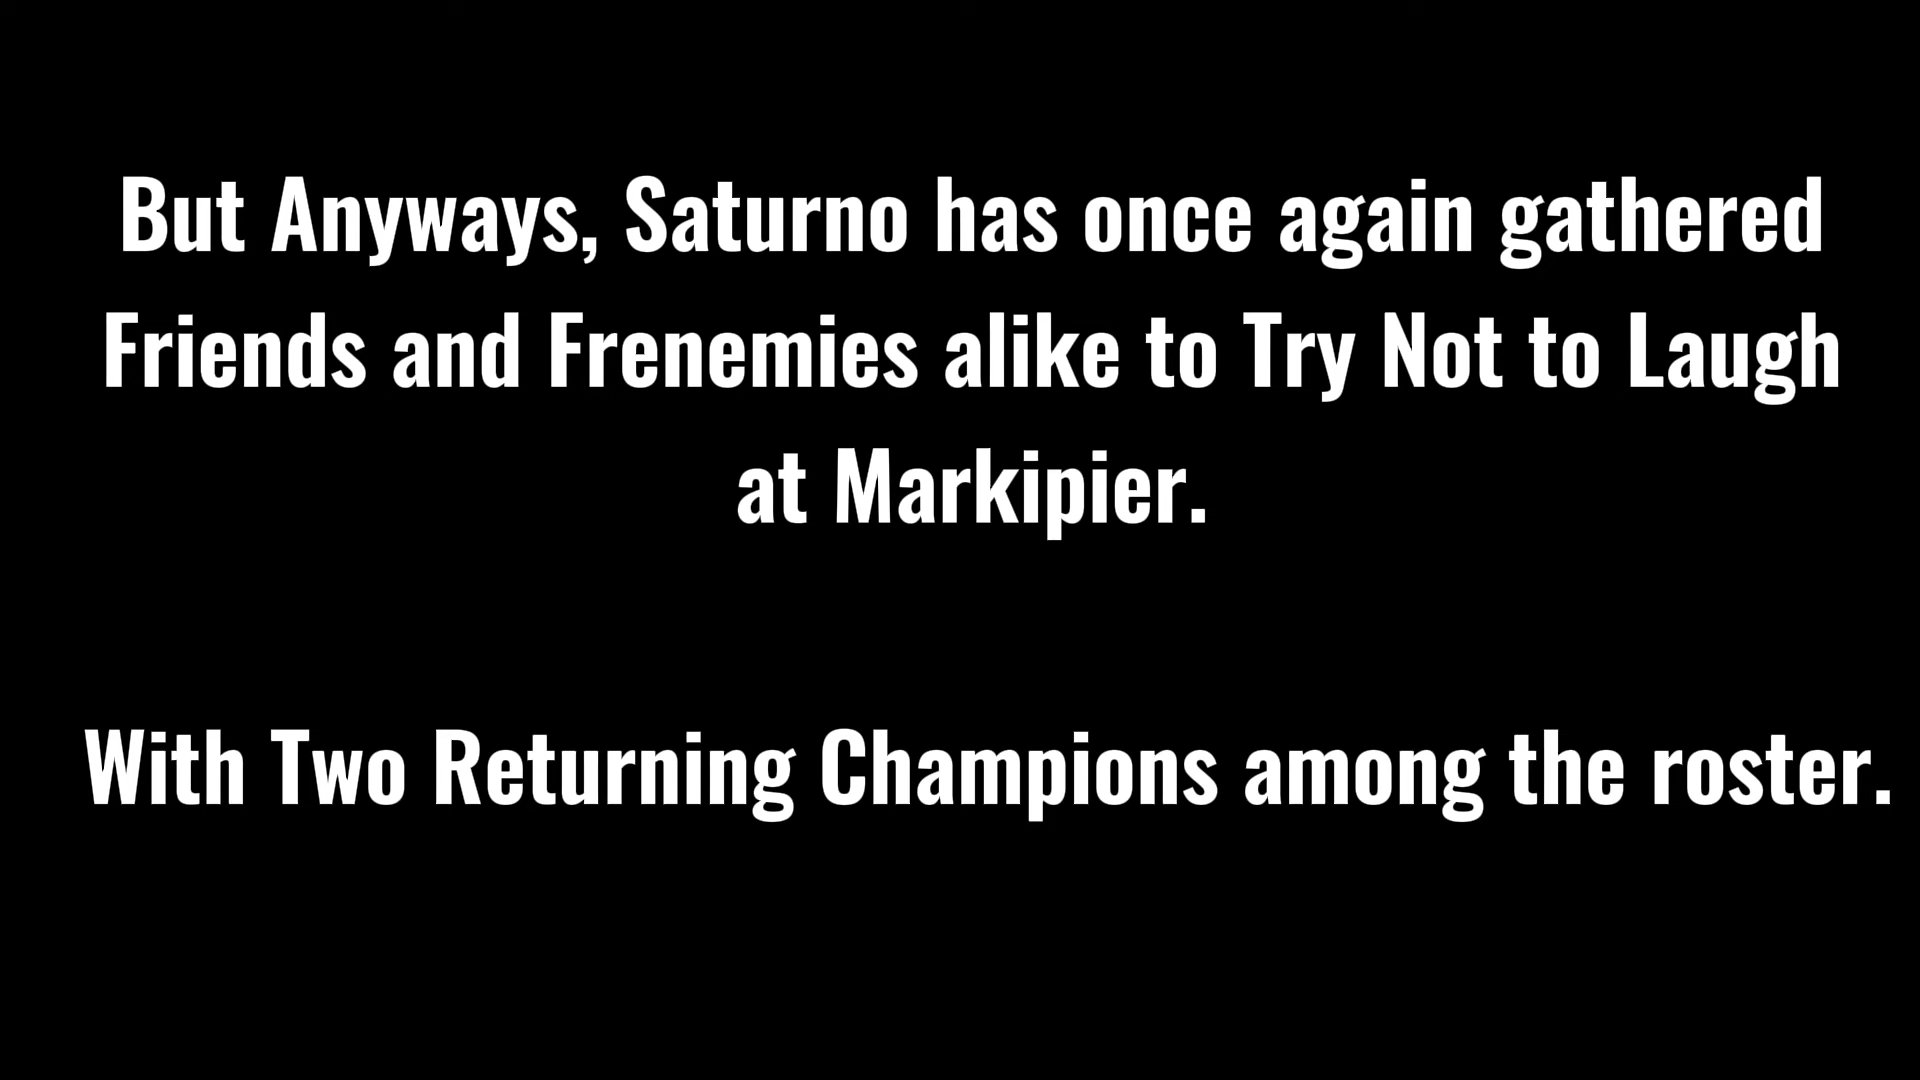 But Anyways, Saturno has once again gathered
Friends and Frenemies alike to Try Not to Laugh
at Markipier.
With Two Returning Champions among the roster.